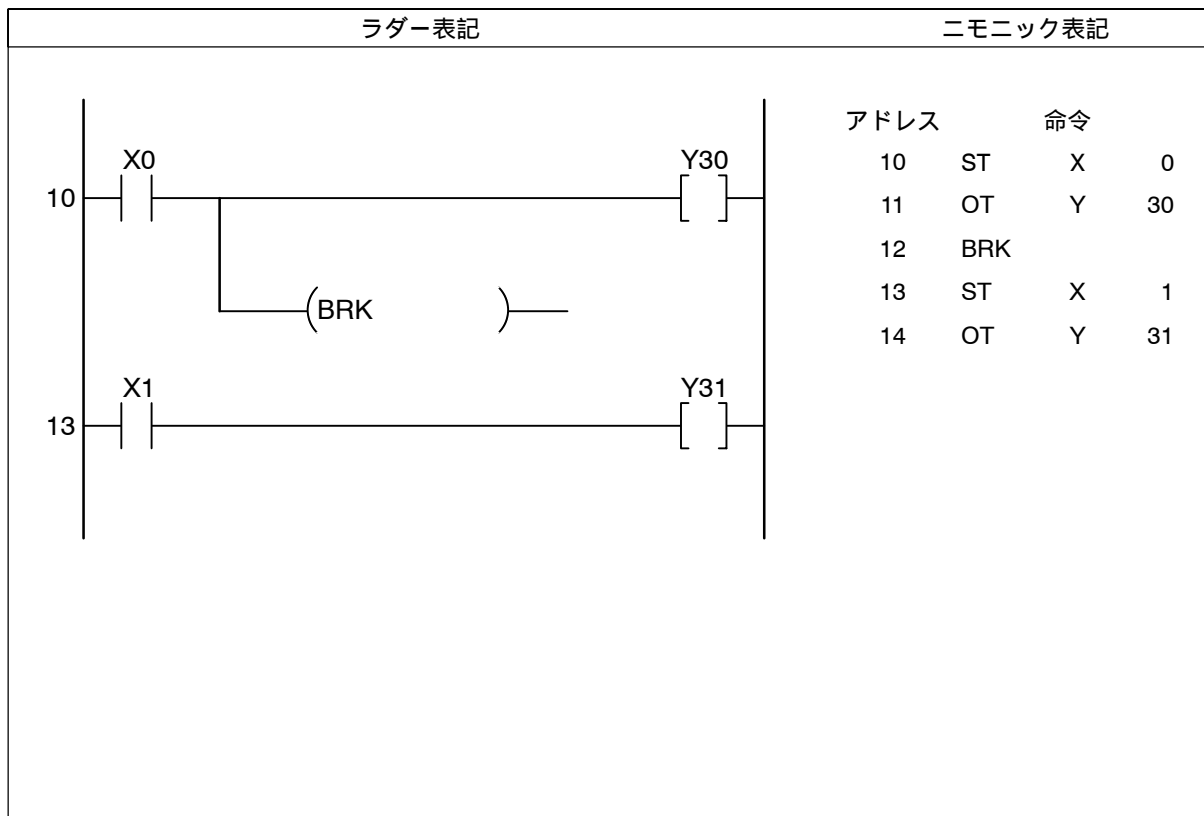 ラダー表記 ニモニック表記
アドレス 命令
X0 Y30
10
(BRK )
X1 Y31
13
10 ST X 0
11 OT Y 30
12 BRK
13 ST X 1
14 OT Y 31